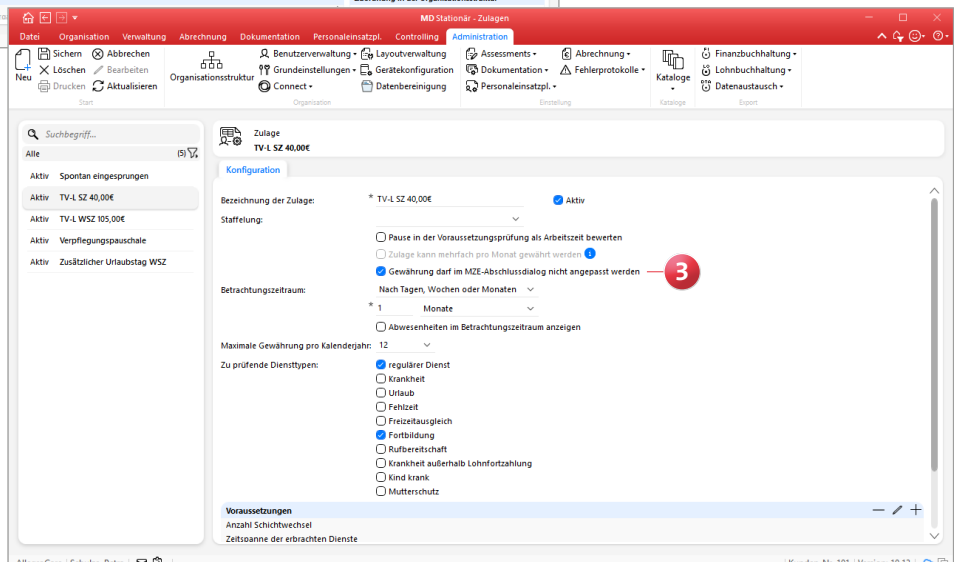 MD Stationär - Zulagen
Datei Organisation Verwaltung Abrechnung Dokumentation Personaleinsatzpl. Controlling Administration
Neu
Sichern Abbrechen
Löschen Bearbeiten
Drucken Aktualisieren
Start
Organisationsstruktur
Benutzerverwaltung Layoutverwaltung
Grundeinstellungen Gerätekonfiguration
Connect Datenbereinigung
Organisation
Assessments Abrechnung
Dokumentation Fehlerprotokolle
Personaleinsatzpl.
Einstellung
Kataloge
Kataloge
Finanzbuchhaltung
Lohnbuchhaltung
Datenaustausch
Export
Suchbegriff...
Alle (5)
Aktiv Spontan eingesprungen
Aktiv TV-L SZ 40,00€
Aktiv TV-L WSZ 105,00€
Aktiv Verpflegungspauschale
Aktiv Zusätzlicher Urlaubstag WSZ
Zulage
TV-L SZ 40,00€
Konfiguration
Bezeichnung der Zulage: * TV-L SZ 40,00€ Aktiv
Staffelung:
Pause in der Voraussetzungsprüfung als Arbeitszeit bewerten
Zulage kann mehrfach pro Monat gewährt werden i
Gewährung darf im MZE-Abschlussdialog nicht angepasst werden 3
Betrachtungszeitraum: Nach Tagen, Wochen oder Monaten
* 1 Monate
Abwesenheiten im Betrachtungszeitraum anzeigen
Maximale Gewährung pro Kalenderjahr: 12
Zu prüfende Diensttypen: regulärer Dienst
Krankheit
Urlaub
Fehlzeit
Freizeitausgleich
Fortbildung
Rufbereitschaft
Krankheit außerhalb Lohnfortzahlung
Kind krank
Mutterschutz
Voraussetzungen
Anzahl Schichtwechsel
Zeitspanne der erbrachten Dienste